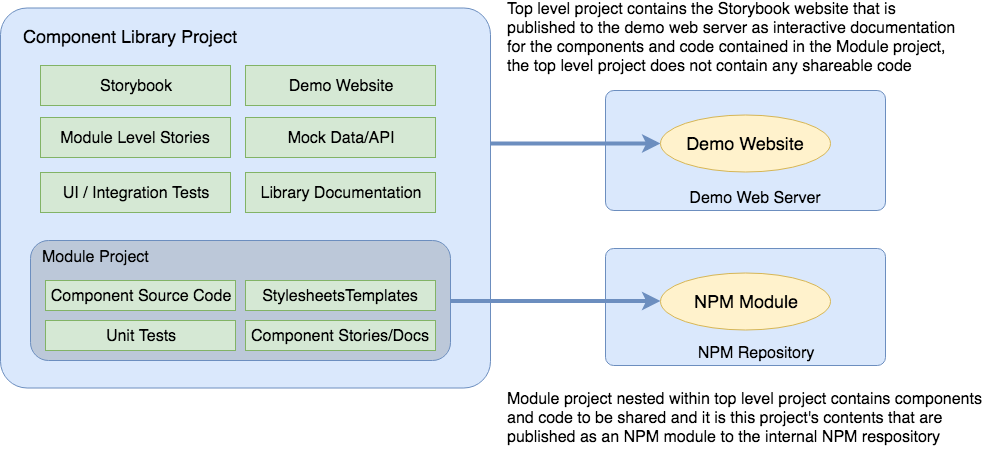 Component Library Project
Storybook
Demo Website
Module Level Stories
Mock Data/API
UI / Integration Tests
Library Documentation
Module Project
Component Source Code
StylesheetsTemplates
Unit Tests
Component Stories/Docs
Top level project contains the Storybook website that is
published to the demo web server as interactive documentation
for the components and code contained in the Module project,
the top level project does not contain any shareable code
Demo Website
Demo Web Server
NPM Module
NPM Repository
Module project nested within top level project contains components
and code to be shared and it is this project's contents that are
published as an NPM module to the internal NPM respository